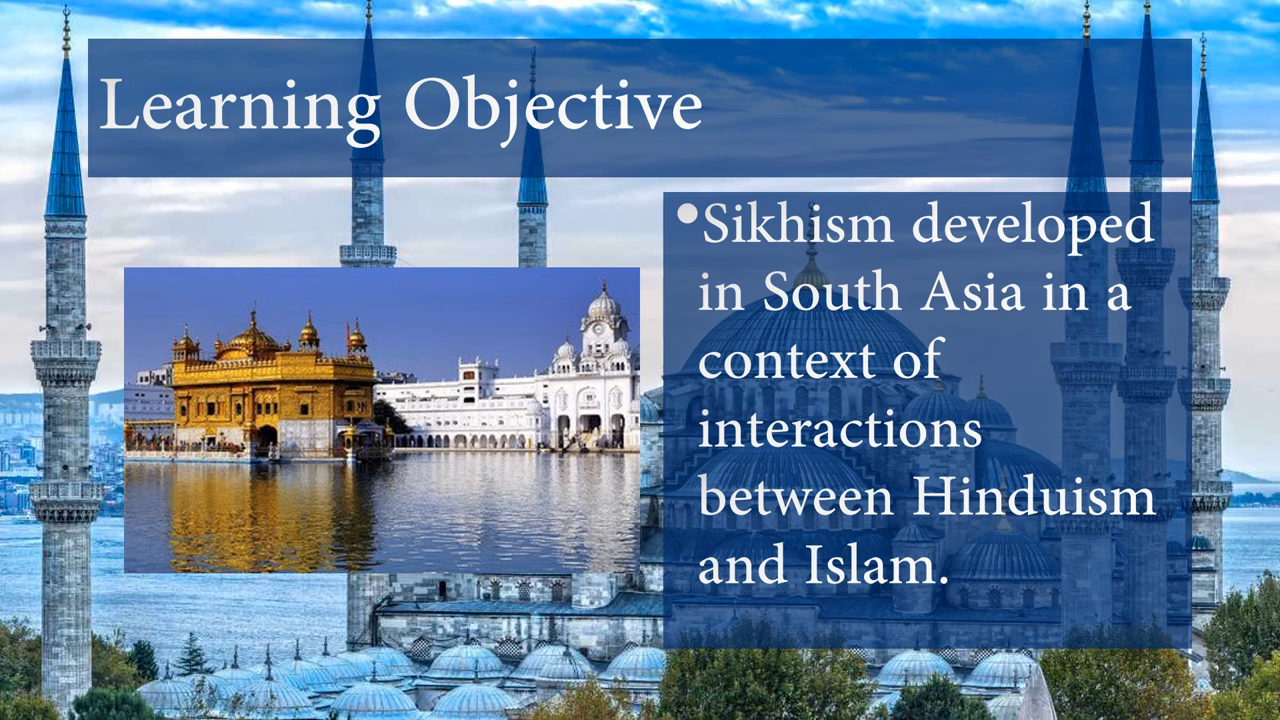 Learning Objective
•Sikhism developed
in South Asia in a
context of
interactions
between Hinduism
and Islam.